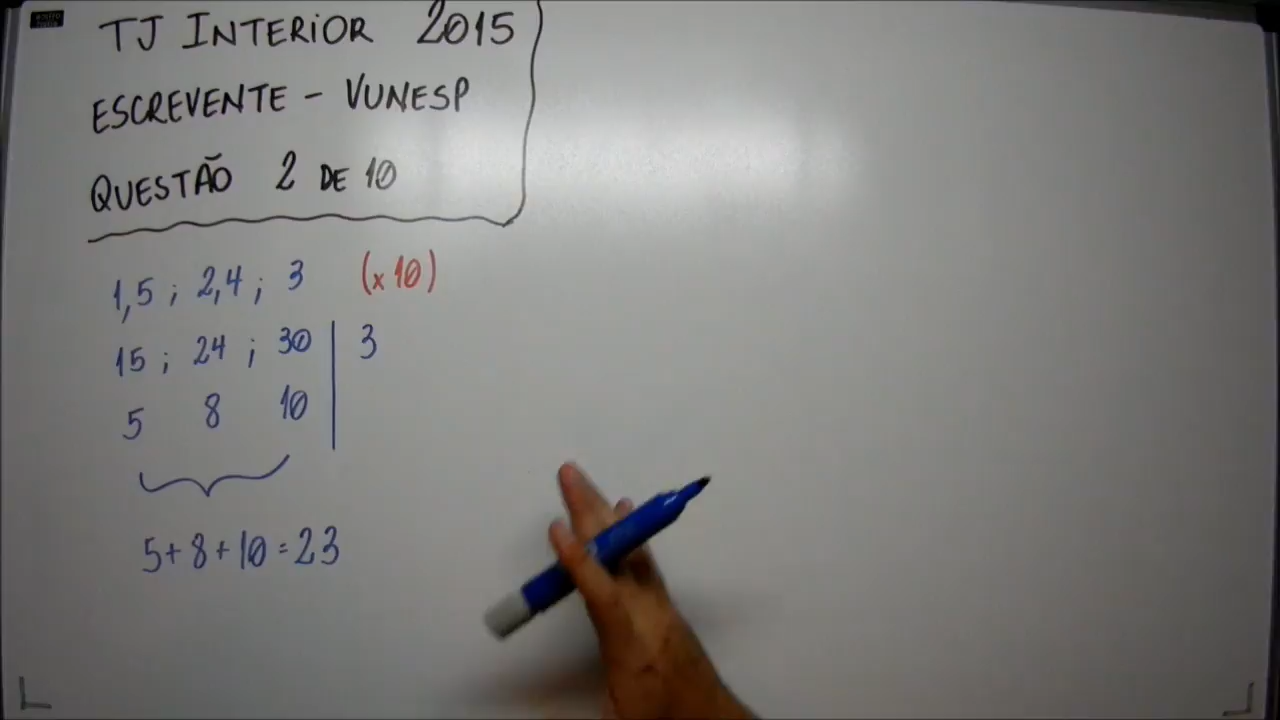 TJ INTERIOR 2015
ESCREVENTE - VUNESP
QUESTÃO 2 DE 10
1,5 ; 2,4 ; 3 (x 10)
15 ; 24 ; 30 | 3
5 8 10
5+8+10=23